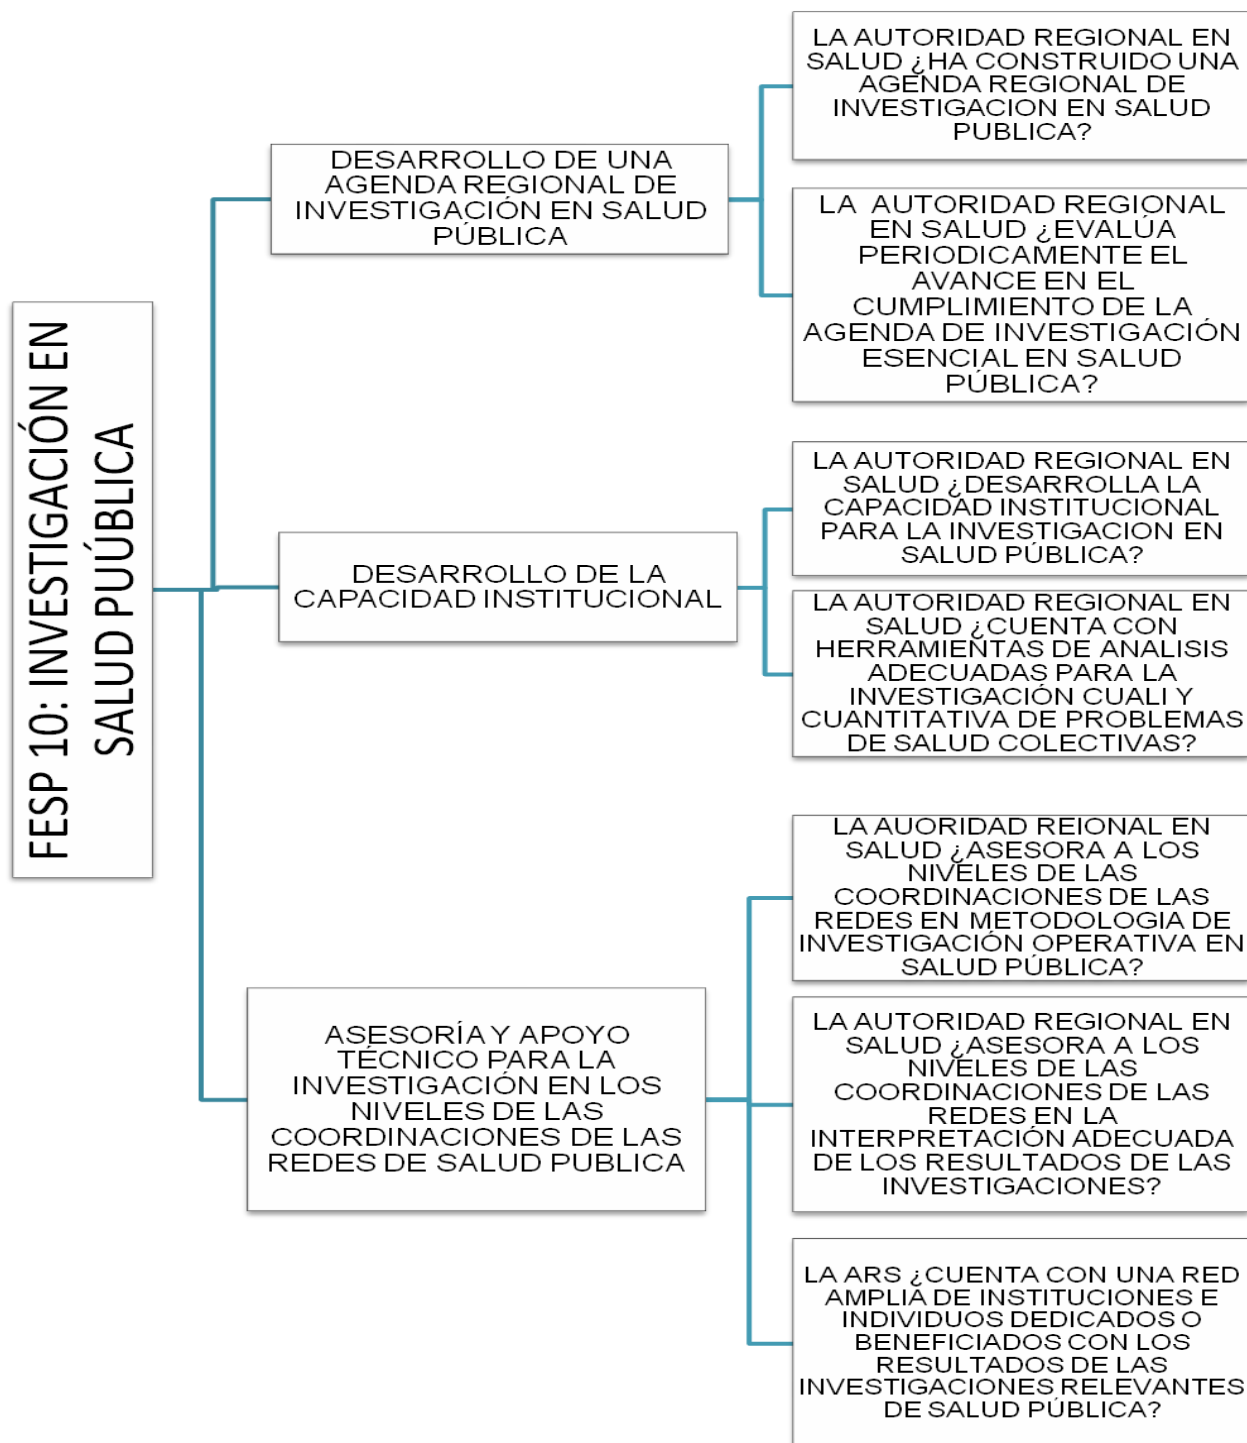 FESP 10: INVESTIGACIÓN EN
SALUD PUÚBLICA
DESARROLLO DE UNA
AGENDA REGIONAL DE
INVESTIGACIÓN EN SALUD
PÚBLICA
LA AUTORIDAD REGIONAL EN
SALUD ¿HA CONSTRUIDO UNA
AGENDA REGIONAL DE
INVESTIGACION EN SALUD
PUBLICA?
LA AUTORIDAD REGIONAL
EN SALUD ¿EVALÚA
PERIODICAMENTE EL
AVANCE EN EL
CUMPLIMIENTO DE LA
AGENDA DE INVESTIGACIÓN
ESENCIAL EN SALUD
PÚBLICA?
DESARROLLO DE LA
CAPACIDAD INSTITUCIONAL
LA AUTORIDAD REGIONAL EN
SALUD ¿DESARROLLA LA
CAPACIDAD INSTITUCIONAL
PARA LA INVESTIGACION EN
SALUD PÚBLICA?
LA AUTORIDAD REGIONAL EN
SALUD ¿CUENTA CON
HERRAMIENTAS DE ANALISIS
ADECUADAS PARA LA
INVESTIGACIÓN CUALI Y
CUANTITATIVA DE PROBLEMAS
DE SALUD COLECTIVAS?
ASESORÍA Y APOYO
TÉCNICO PARA LA
INVESTIGACIÓN EN LOS
NIVELES DE LAS
COORDINACIONES DE LAS
REDES DE SALUD PUBLICA
LA AUORIDAD REIONAL EN
SALUD ¿ASESORA A LOS
NIVELES DE LAS
COORDINACIONES DE LAS
REDES EN METODOLOGIA DE
INVESTIGACIÓN OPERATIVA EN
SALUD PÚBLICA?
LA AUTORIDAD REGIONAL EN
SALUD ¿ASESORA A LOS
NIVELES DE LAS
COORDINACIONES DE LAS
REDES EN LA
INTERPRETACIÓN ADECUADA
DE LOS RESULTADOS DE LAS
INVESTIGACIONES?
LA ARS ¿CUENTA CON UNA RED
AMPLIA DE INSTITUCIONES E
INDIVIDUOS DEDICADOS O
BENEFICIADOS CON LOS
RESULTADOS DE LAS
INVESTIGACIONES RELEVANTES
DE SALUD PÚBLICA?